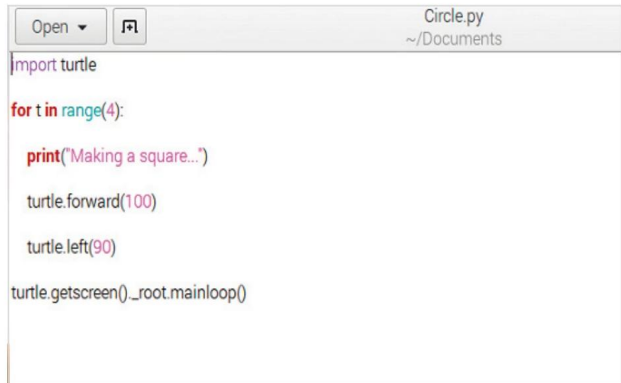 Open
Circle.py
~/Documents
import turtle
for t in range(4):
print("Making a square...")
turtle.forward(100)
turtle.left(90)
turtle.getscreen()._root.mainloop()